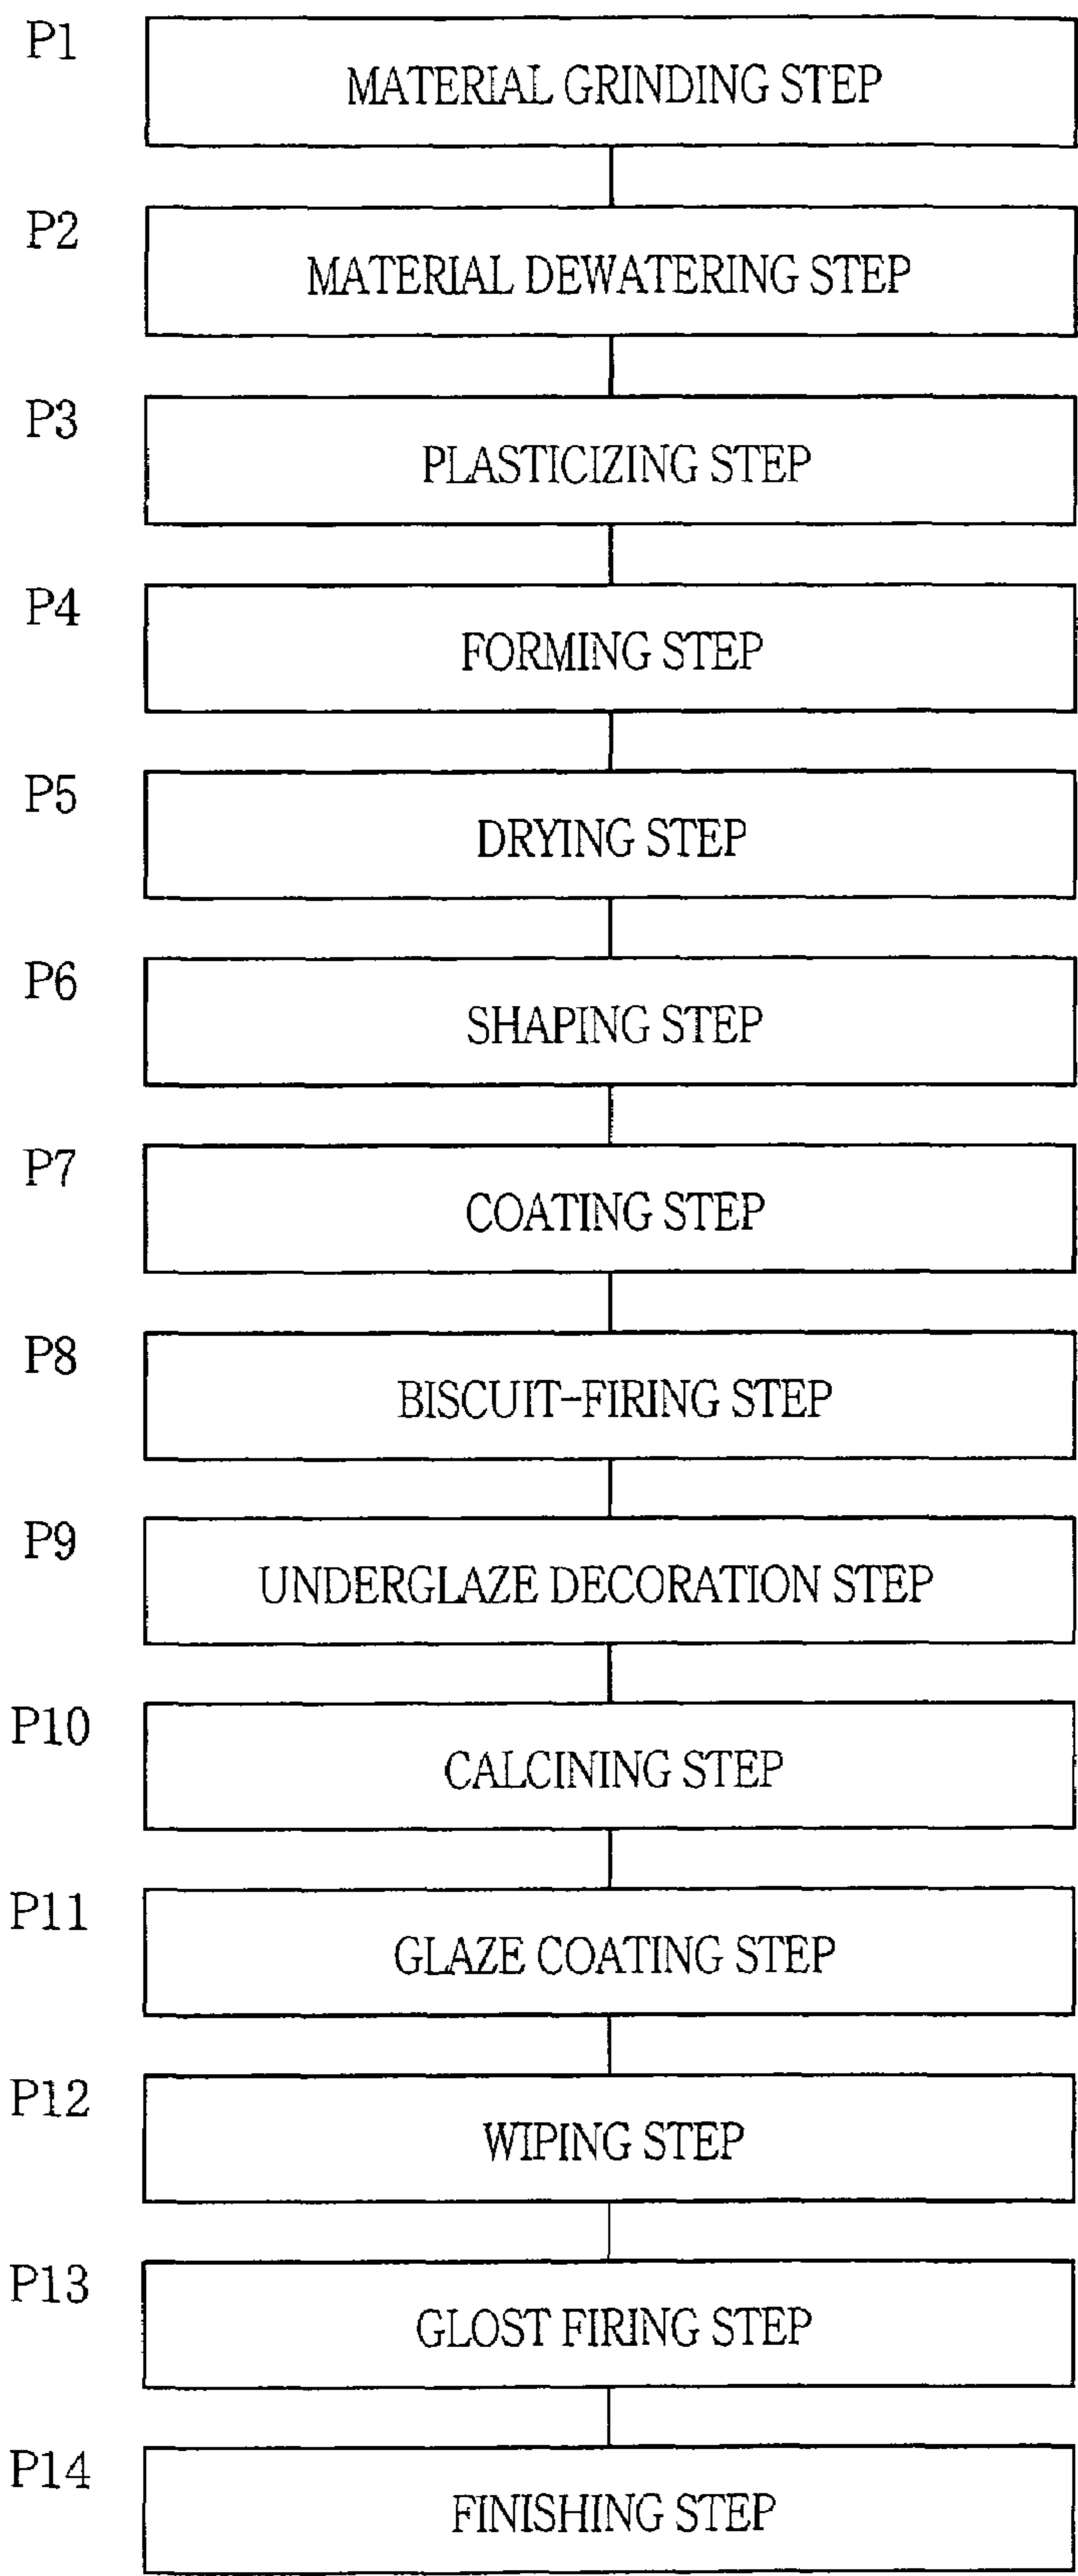 P1
MATERIAL GRINDING STEP
P2
MATERIAL DEWATERING STEP
P3
PLASTICIZING STEP
P4
FORMING STEP
P5
DRYING STEP
P6
SHAPING STEP
P7
COATING STEP
P8
BISCUIT-FIRING STEP
P9
UNDERGLAZE DECORATION STEP
P10
CALCINING STEP
P11
GLAZE COATING STEP
P12
WIPING STEP
P13
GLOST FIRING STEP
P14
FINISHING STEP